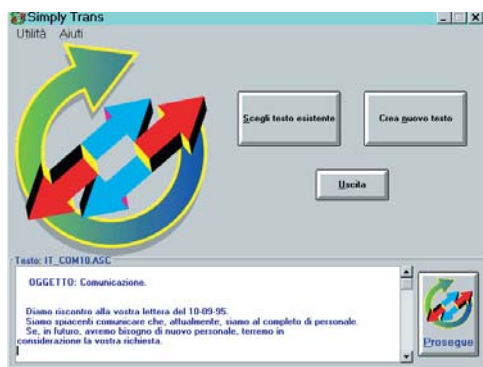 Simply Trans
Utilità Aiuti
Scegli testo esistente
Crea nuovo testo
Uscita
Testo: IT_COM10.ASC
OGGETTO: Comunicazione.
Diamo riscontro alla vostra lettera del 10-09-95.
Siamo spiacenti comunicare che, attualmente, siamo al completo di personale.
Se, in futuro, avremo bisogno di nuovo personale, terremo in
considerazione la vostra richiesta.
Prosegue